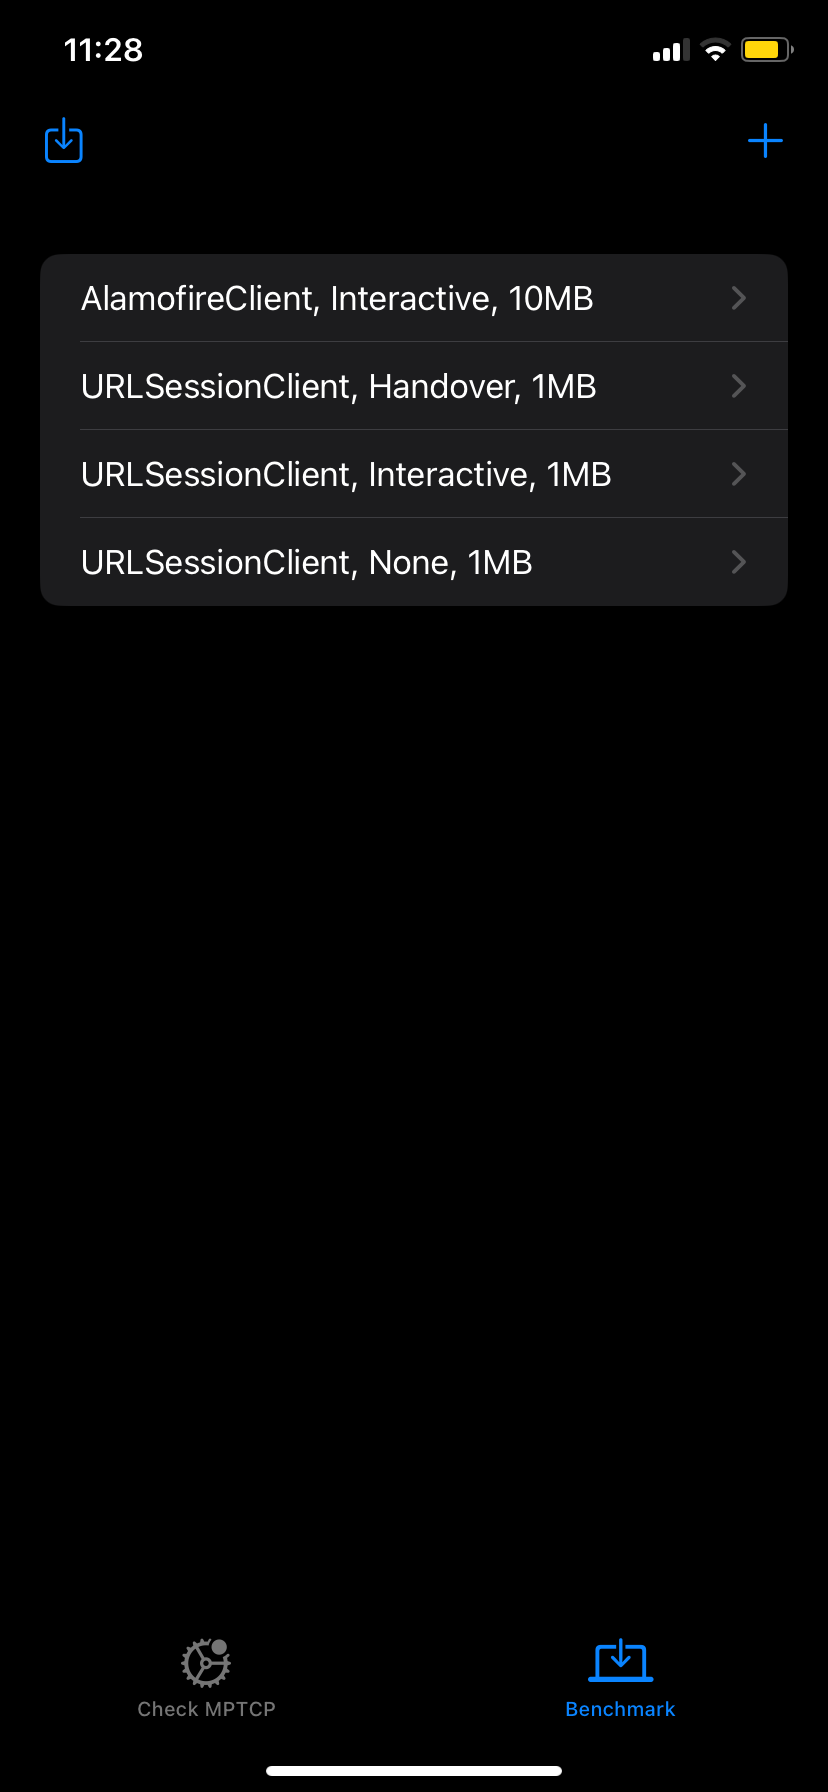 11:28
AlamofireClient, Interactive, 10MB
URLSessionClient, Handover, 1MB
URLSessionClient, Interactive, 1MB
URLSessionClient, None, 1MB
Check MPTCP
Benchmark